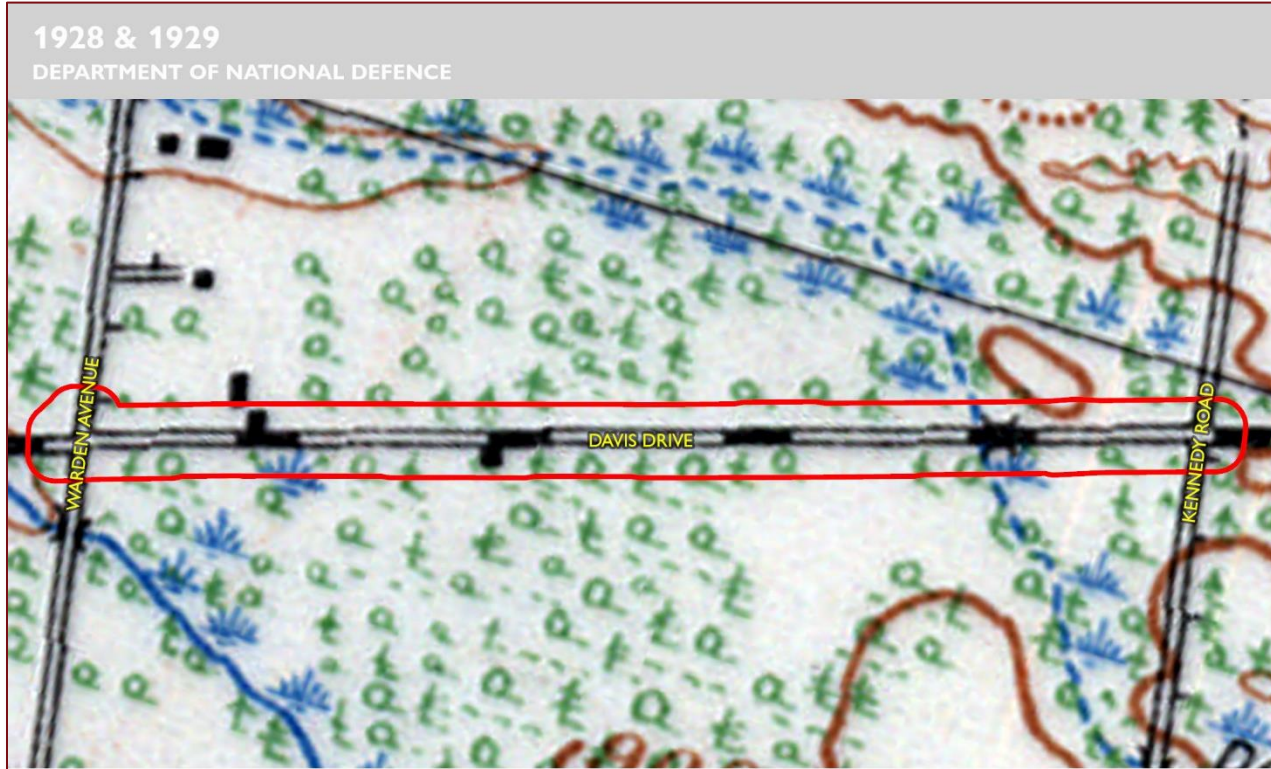 1928 & 1929
DEPARTMENT OF NATIONAL DEFENCE
WARDEN AVENUE
DAVIS DRIVE
KENNEDY ROAD